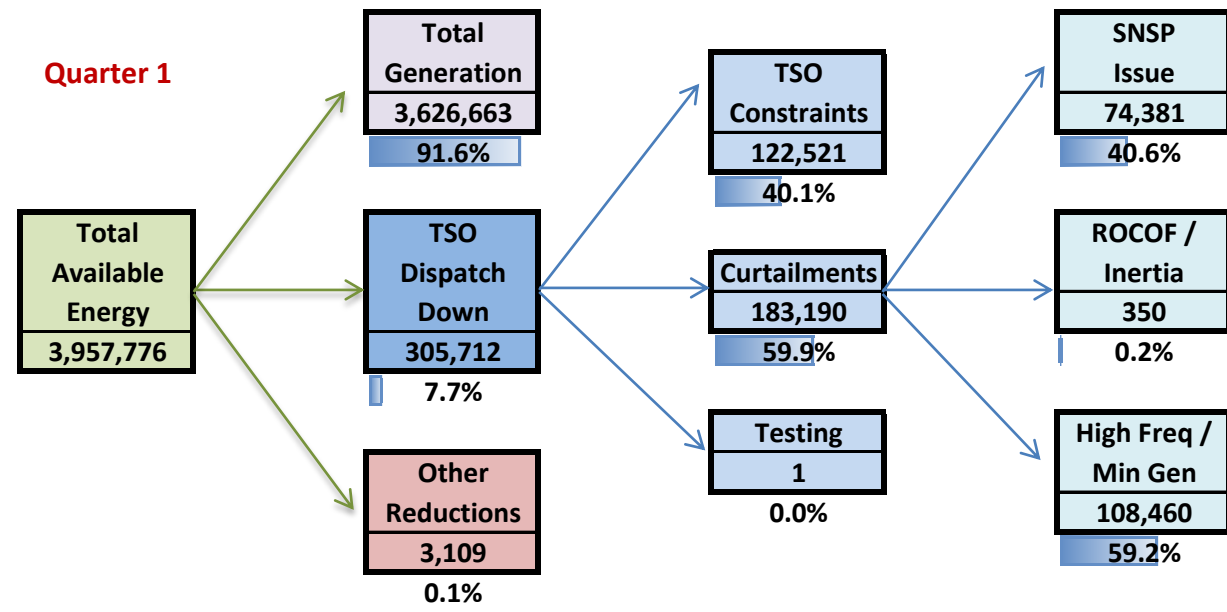 Quarter 1
Total
Available
Energy
3,957,776
Total
Generation
3,626,663
91.6%
TSO
Dispatch
Down
305,712
7.7%
Other
Reductions
3,109
0.1%
TSO
Constraints
122,521
40.1%
Curtailments
183,190
59.9%
Testing
1
0.0%
SNSP
Issue
74,381
40.6%
ROCOF /
Inertia
350
0.2%
High Freq /
Min Gen
108,460
59.2%